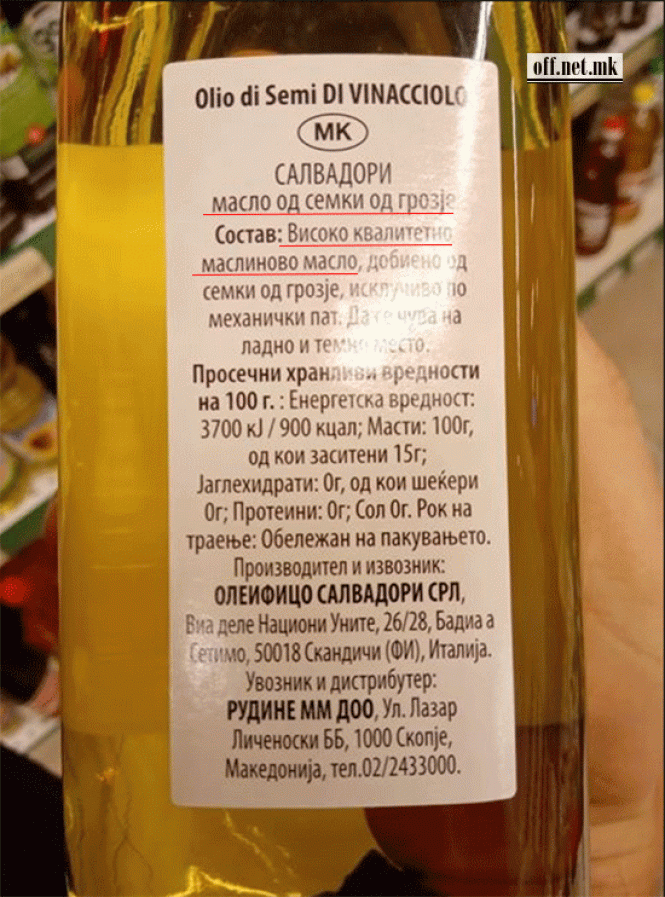 off.net.mk
Olio di Semi DI VINACCIOLO
MK
САЛВАДОРИ
масло од семки од грозје
Состав: Високо квалитетно
маслиново масло, добиено од
семки од грозје, исклучиво по
механички пат. Да се чува на
ладно и темно место.
Просечни хранливи вредности
на 100 г. : Енергетска вредност:
3700 кЈ / 900 кцал; Масти: 100г,
од кои заситени 15г;
Јаглехидрати: 0г, од кои шеќери
0г; Протеини: 0г; Сол 0г. Рок на
траење: Обележан на пакувањето.
Производител и извозник:
ОЛЕИФИЦО САЛВАДОРИ СРЛ,
Виа деле Национи Уните, 26/28, Бадиа а
Сетимо, 50018 Скандичи (ФИ), Италија.
Увозник и дистрибутер:
РУДИНЕ ММ ДОО, Ул. Лазар
Личеноски ББ, 1000 Скопје,
Македонија, тел.02/2433000.